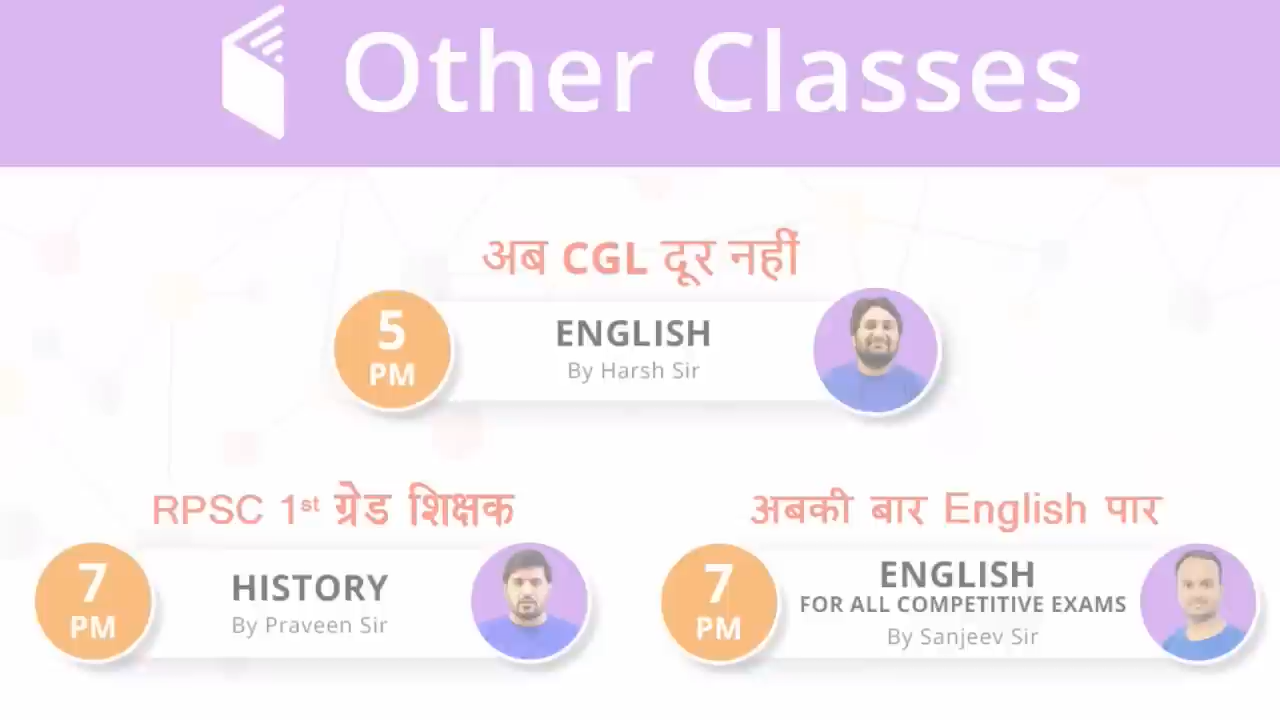 Other Classes
अब CGL दूर नहीं
5
PM
ENGLISH
By Harsh Sir
RPSC 1st ग्रेड शिक्षक
7
PM
HISTORY
By Praveen Sir
अबकी बार English पार
7
PM
ENGLISH
FOR ALL COMPETITIVE EXAMS
By Sanjeev Sir